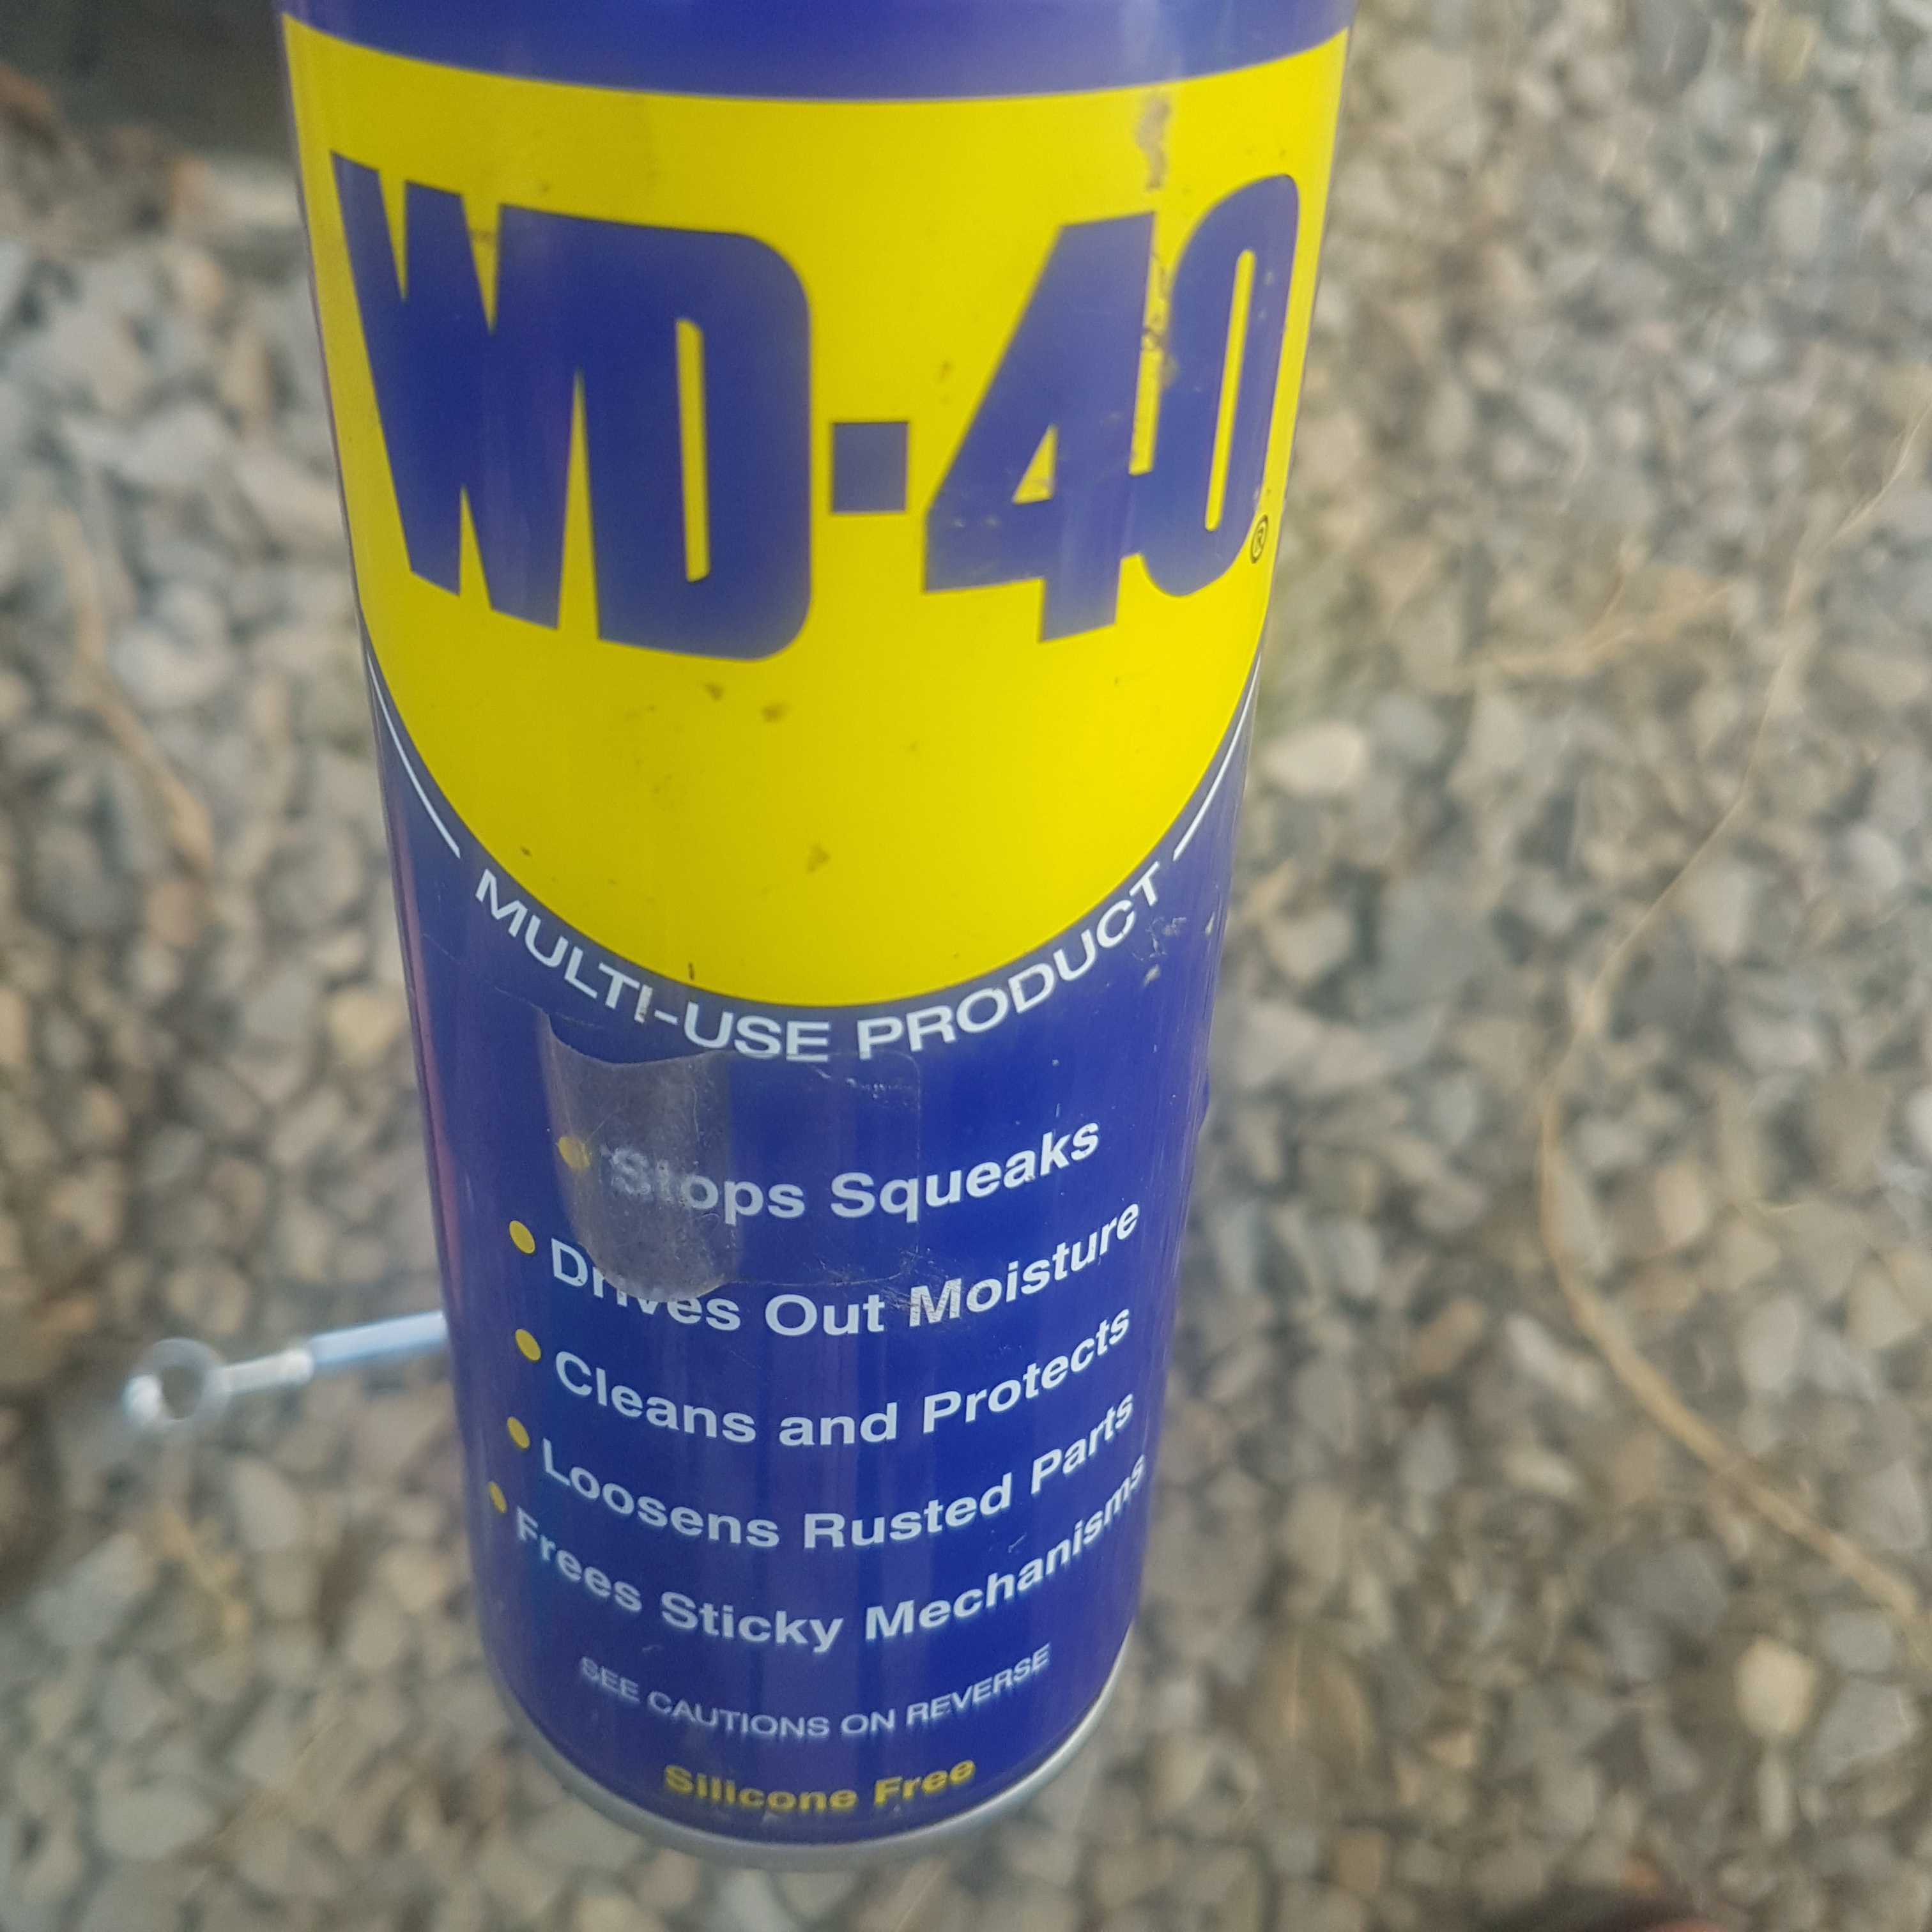 WD-40®
MULTI-USE PRODUCT
• Stops Squeaks
• Drives Out Moisture
• Cleans and Protects
• Loosens Rusted Parts
• Frees Sticky Mechanisms
SEE CAUTIONS ON REVERSE
Silicone Free